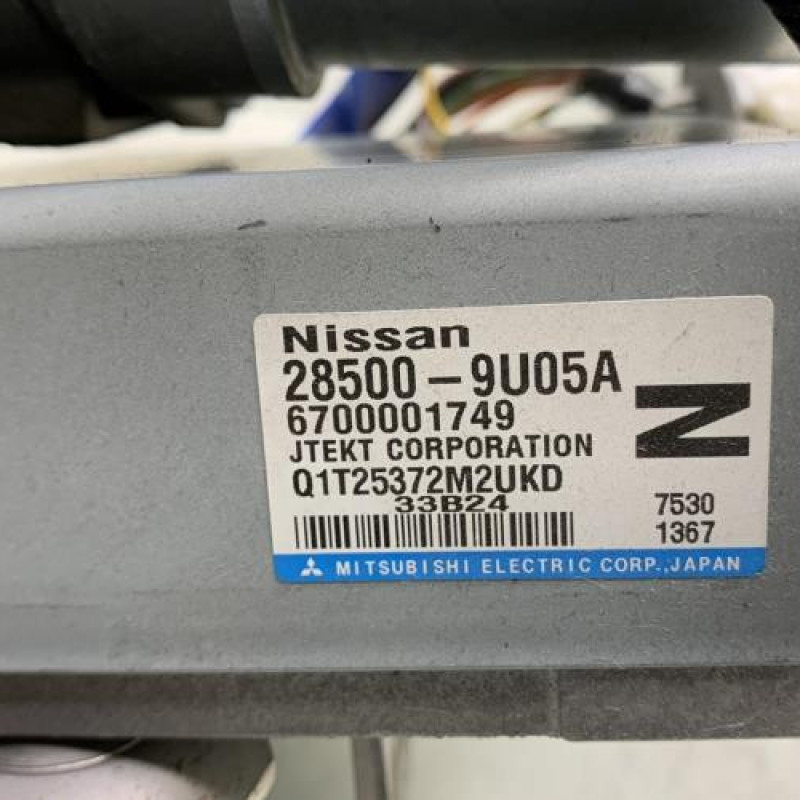 Nissan
28500-9U05A
6700001749
JTEKT CORPORATION
N
Q1T25372M2UKD
33B24
7530
1367
MITSUBISHI ELECTRIC CORP.,JAPAN